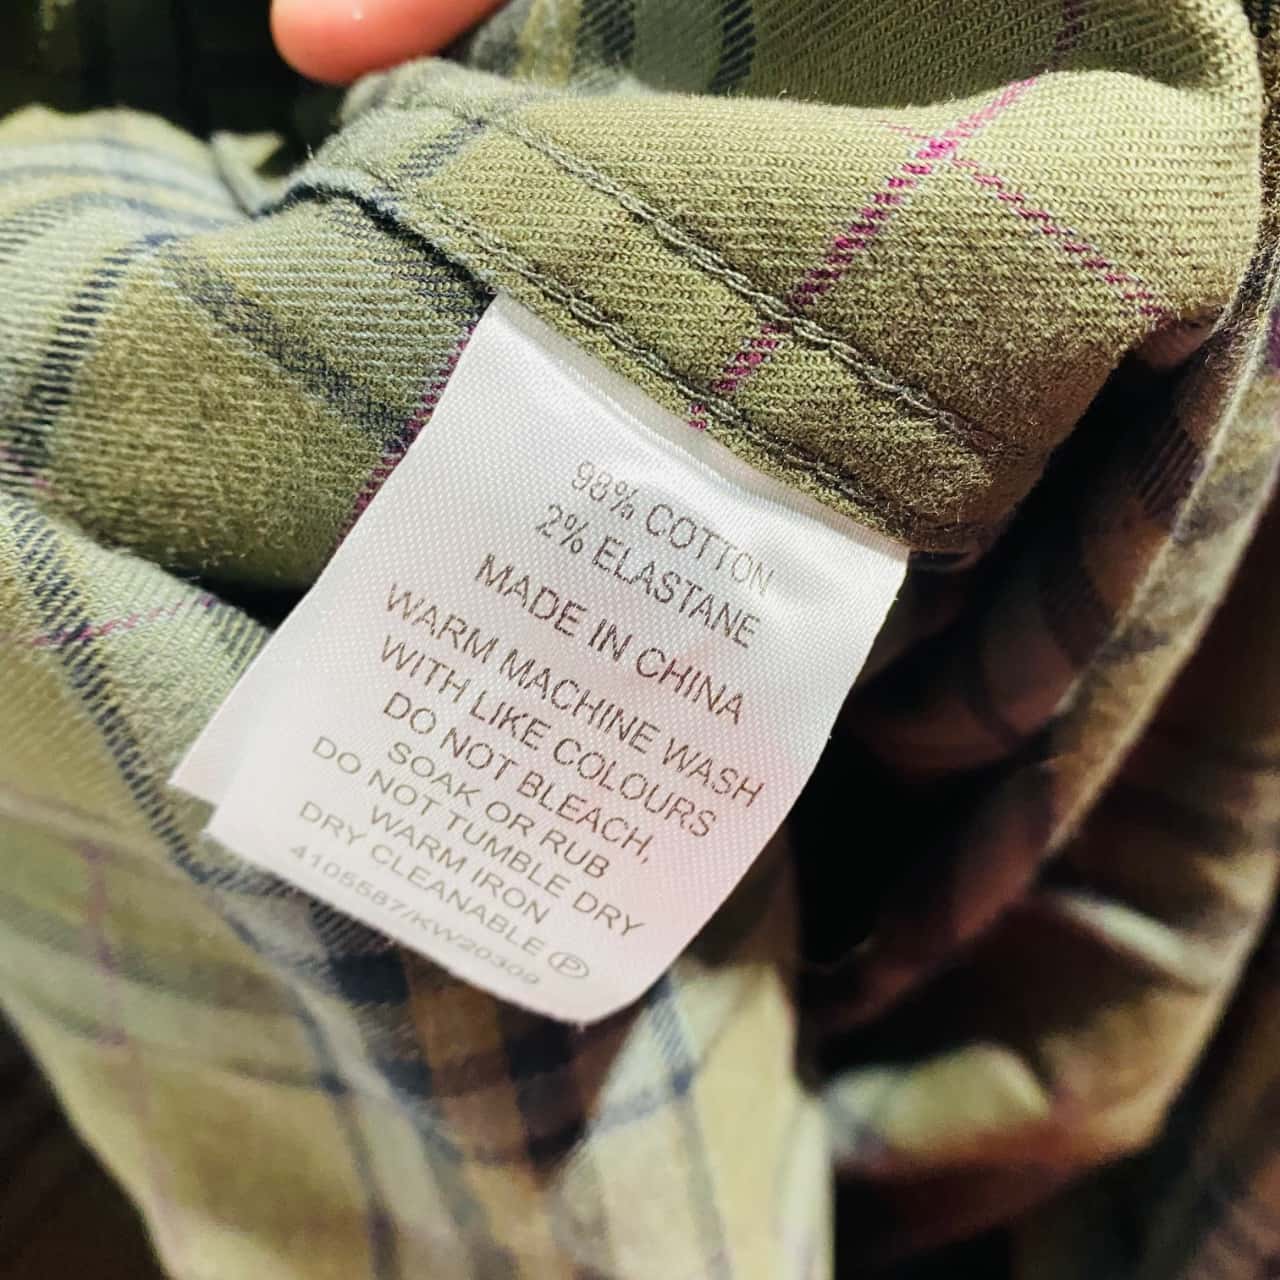 98% COTTON
2% ELASTANE
MADE IN CHINA
WARM MACHINE WASH
WITH LIKE COLOURS
DO NOT BLEACH,
SOAK OR RUB
DO NOT TUMBLE DRY
WARM IRON
DRY CLEANABLE Ⓟ
4105587/KW20309